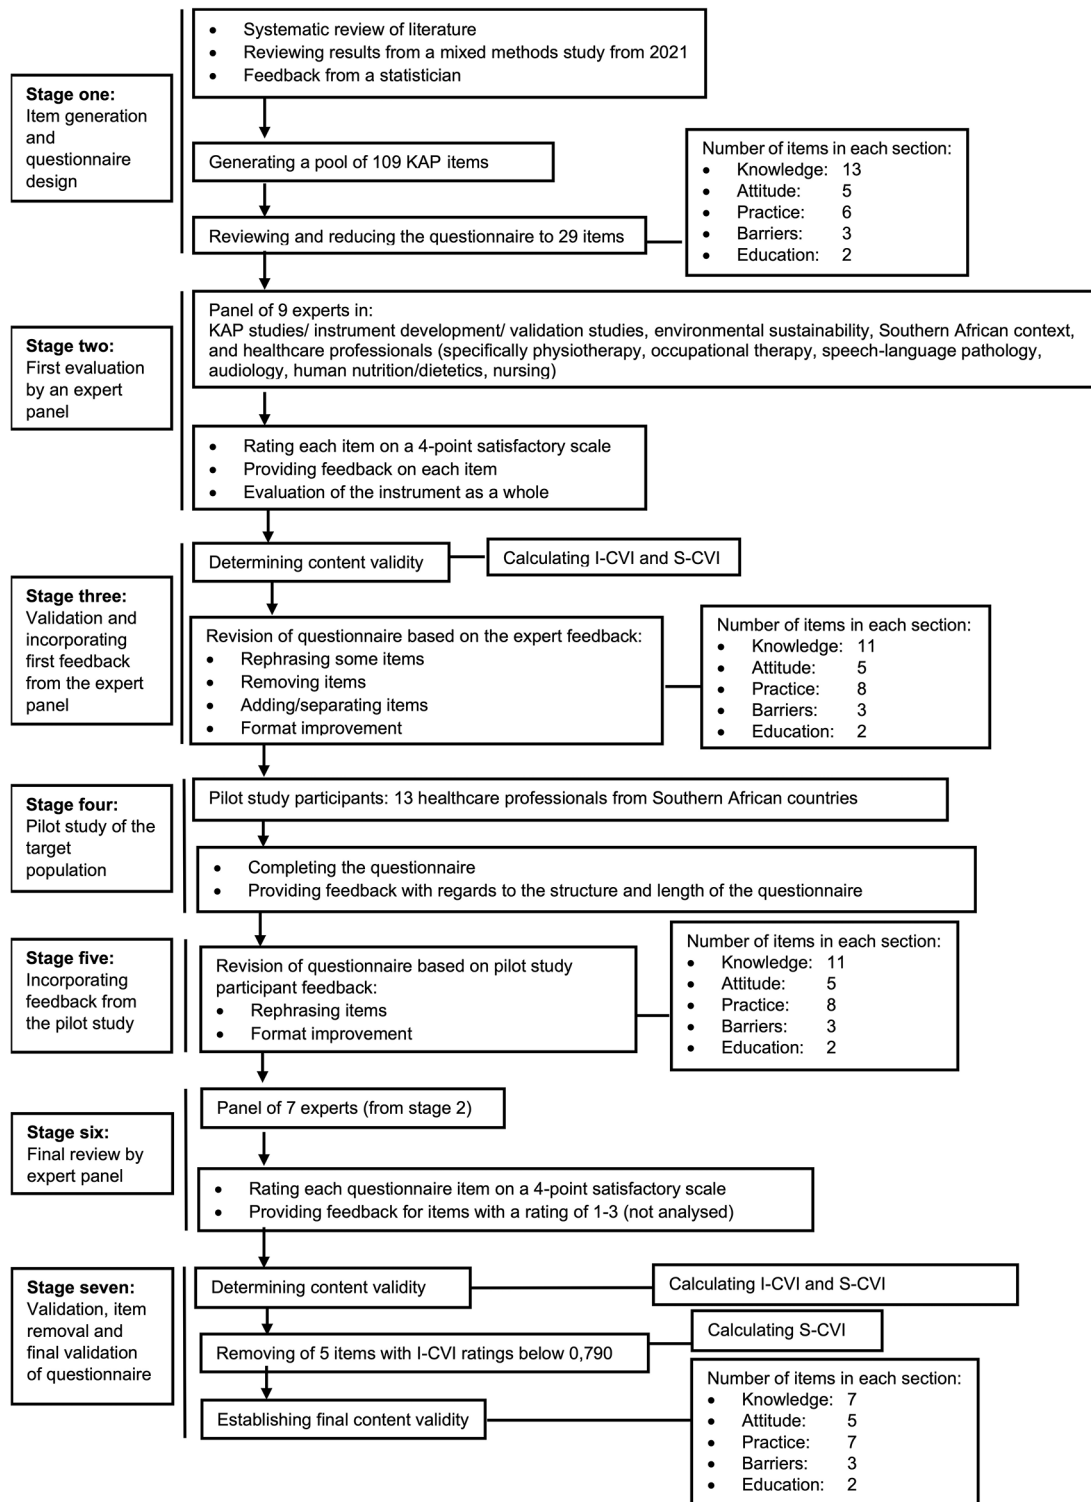 Stage one:
Item generation
and
questionnaire
design
• Systematic review of literature
• Reviewing results from a mixed methods study from 2021
• Feedback from a statistician
Generating a pool of 109 KAP items
Reviewing and reducing the questionnaire to 29 items
Number of items in each section:
• Knowledge: 13
• Attitude: 5
• Practice: 6
• Barriers: 3
• Education: 2
Stage two:
First evaluation
by an expert
panel
Panel of 9 experts in:
KAP studies/ instrument development/ validation studies, environmental sustainability, Southern African context,
and healthcare professionals (specifically physiotherapy, occupational therapy, speech-language pathology,
audiology, human nutrition/dietetics, nursing)
• Rating each item on a 4-point satisfactory scale
• Providing feedback on each item
• Evaluation of the instrument as a whole
Stage three:
Validation and
incorporating
first feedback
from the expert
panel
Determining content validity
Calculating I-CVI and S-CVI
Revision of questionnaire based on the expert feedback:
• Rephrasing some items
• Removing items
• Adding/separating items
• Format improvement
Number of items in each section:
• Knowledge: 11
• Attitude: 5
• Practice: 8
• Barriers: 3
• Education: 2
Stage four:
Pilot study of the
target
population
Pilot study participants: 13 healthcare professionals from Southern African countries
• Completing the questionnaire
• Providing feedback with regards to the structure and length of the questionnaire
Stage five:
Incorporating
feedback from
the pilot study
Revision of questionnaire based on pilot study
participant feedback:
• Rephrasing items
• Format improvement
Number of items in each section:
• Knowledge: 11
• Attitude: 5
• Practice: 8
• Barriers: 3
• Education: 2
Stage six:
Final review by
expert panel
Panel of 7 experts (from stage 2)
• Rating each questionnaire item on a 4-point satisfactory scale
• Providing feedback for items with a rating of 1-3 (not analysed)
Stage seven:
Validation, item
removal and
final validation
of questionnaire
Determining content validity
Calculating I-CVI and S-CVI
Removing of 5 items with I-CVI ratings below 0,790
Calculating S-CVI
Establishing final content validity
Number of items in each section:
• Knowledge: 7
• Attitude: 5
• Practice: 7
• Barriers: 3
• Education: 2